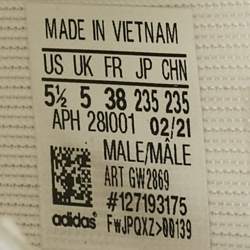 MADE IN VIETNAM
US UK FR JP CHN
5½ 5 38 235 235
APH 28I001 02/21
MALE/MÂLE
ART GW2869
#127193175
adidas FwJPQXZ>00139